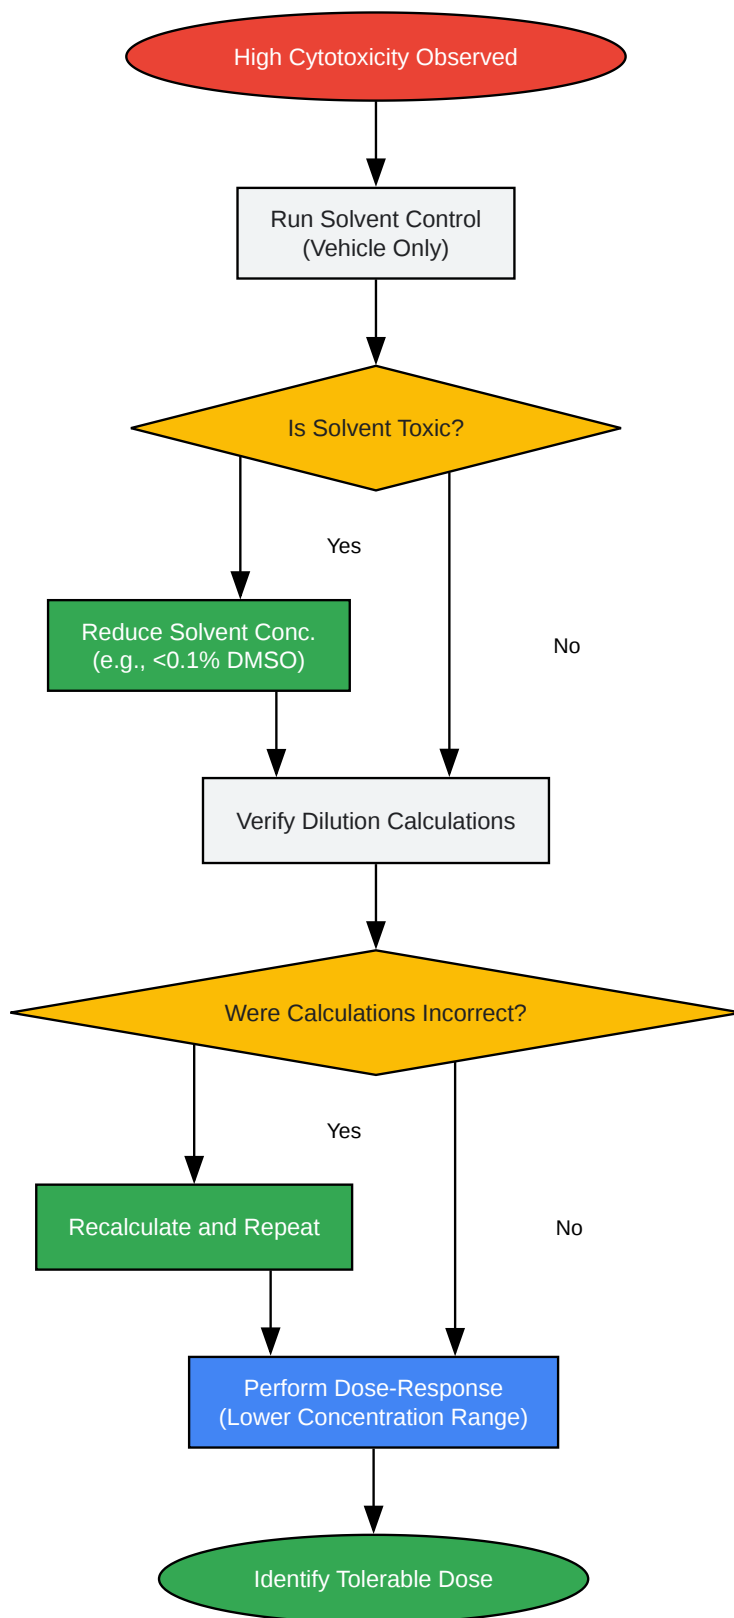 High Cytotoxicity Observed
Run Solvent Control
(Vehicle Only)
Is Solvent Toxic?
Yes
Reduce Solvent Conc.
(e.g., <0.1% DMSO)
No
Verify Dilution Calculations
Were Calculations Incorrect?
Yes
Recalculate and Repeat
No
Perform Dose-Response
(Lower Concentration Range)
Identify Tolerable Dose